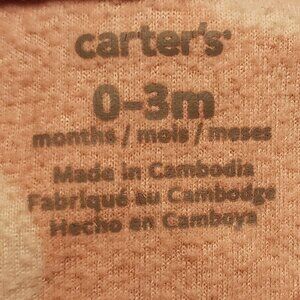 carter's
0-3m
months / mois / meses
Made in Cambodia
Fabriqué au Cambodge
Hecho en Camboya